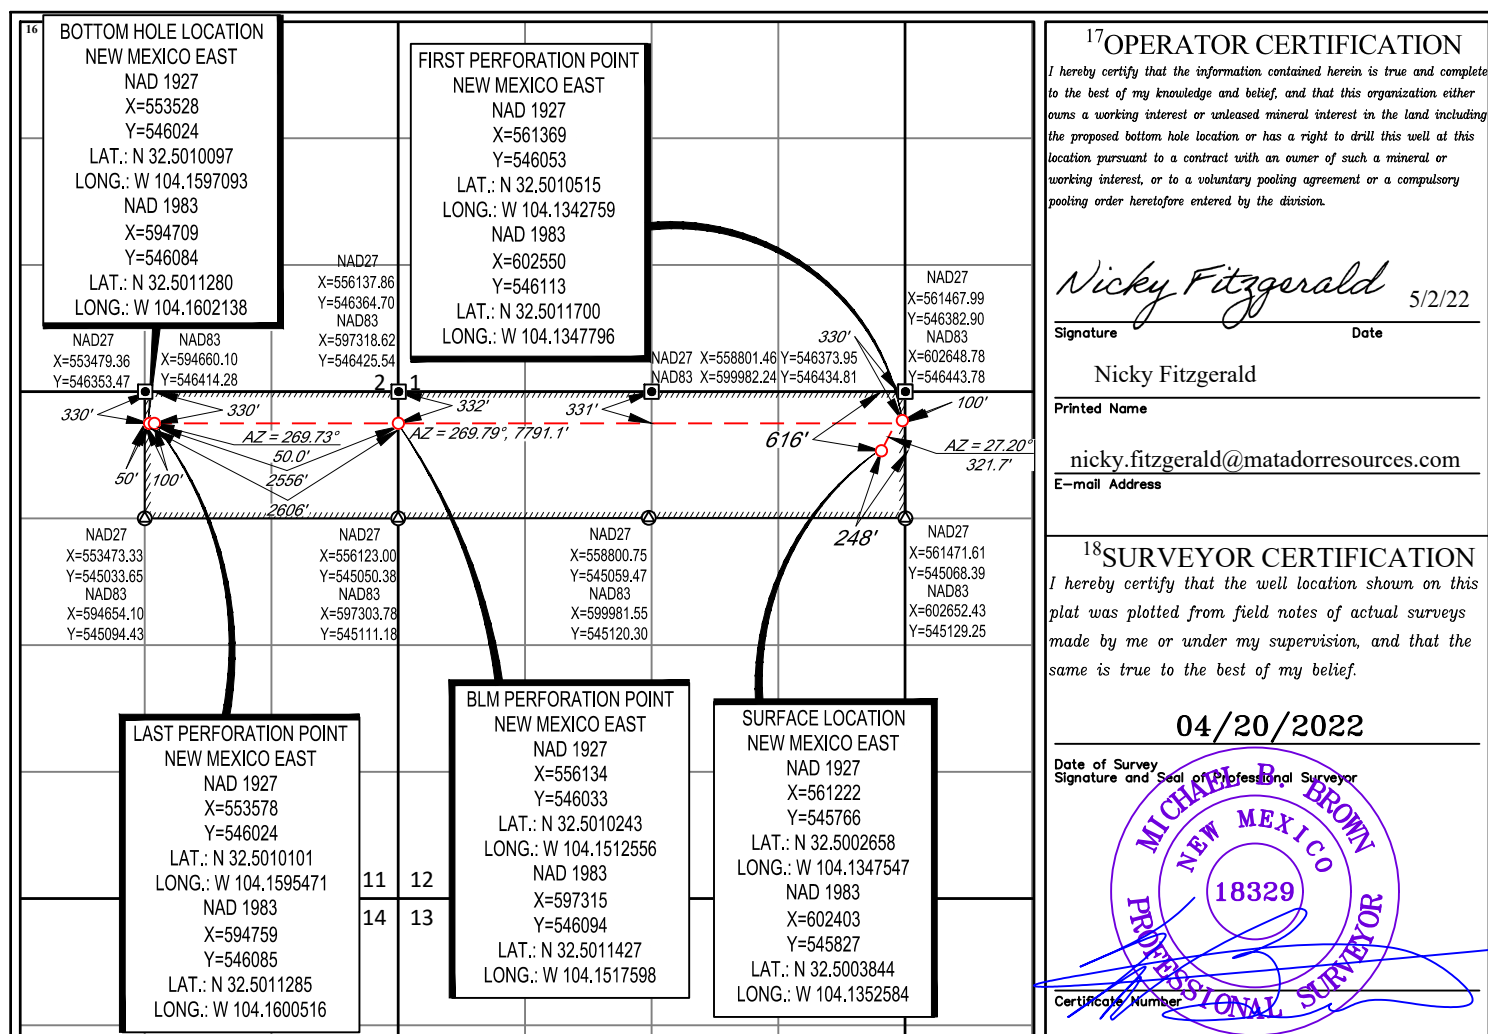 16
BOTTOM HOLE LOCATION
NEW MEXICO EAST
NAD 1927
X=553528
Y=546024
LAT.: N 32.5010097
LONG.: W 104.1597093
NAD 1983
X=594709
Y=546084
LAT.: N 32.5011280
LONG.: W 104.1602138
FIRST PERFORATION POINT
NEW MEXICO EAST
NAD 1927
X=561369
Y=546053
LAT.: N 32.5010515
LONG.: W 104.1342759
NAD 1983
X=602550
Y=546113
LAT.: N 32.5011700
LONG.: W 104.1347796
NAD27
X=553479.36
Y=546353.47
NAD83
X=594660.10
Y=546414.28
NAD27
X=556137.86
Y=546364.70
NAD83
X=597318.62
Y=546425.54
NAD27 X=558801.46 Y=546373.95
NAD83 X=599982.24 Y=546434.81
NAD27
X=561467.99
Y=546382.90
NAD83
X=602648.78
Y=546443.78
2 1
330'
330'
330'
332'
331'
616'
100'
AZ = 269.73°
50.0'
AZ = 269.79°, 7791.1'
AZ = 27.20°
321.7'
50'
100'
2556'
2606'
248'
NAD27
X=553473.33
Y=545033.65
NAD83
X=594654.10
Y=545094.43
NAD27
X=556123.00
Y=545050.38
NAD83
X=597303.78
Y=545111.18
NAD27
X=558800.75
Y=545059.47
NAD83
X=599981.55
Y=545120.30
NAD27
X=561471.61
Y=545068.39
NAD83
X=602652.43
Y=545129.25
LAST PERFORATION POINT
NEW MEXICO EAST
NAD 1927
X=553578
Y=546024
LAT.: N 32.5010101
LONG.: W 104.1595471
NAD 1983
X=594759
Y=546085
LAT.: N 32.5011285
LONG.: W 104.1600516
11 12
14 13
BLM PERFORATION POINT
NEW MEXICO EAST
NAD 1927
X=556134
Y=546033
LAT.: N 32.5010243
LONG.: W 104.1512556
NAD 1983
X=597315
Y=546094
LAT.: N 32.5011427
LONG.: W 104.1517598
SURFACE LOCATION
NEW MEXICO EAST
NAD 1927
X=561222
Y=545766
LAT.: N 32.5002658
LONG.: W 104.1347547
NAD 1983
X=602403
Y=545827
LAT.: N 32.5003844
LONG.: W 104.1352584
17 OPERATOR CERTIFICATION
I hereby certify that the information contained herein is true and complete
to the best of my knowledge and belief, and that this organization either
owns a working interest or unleased mineral interest in the land including
the proposed bottom hole location or has a right to drill this well at this
location pursuant to a contract with an owner of such a mineral or
working interest, or to a voluntary pooling agreement or a compulsory
pooling order heretofore entered by the division.
Nicky Fitzgerald 5/2/22
Signature Date
Nicky Fitzgerald
Printed Name
nicky.fitzgerald@matadorresources.com
E-mail Address
18 SURVEYOR CERTIFICATION
I hereby certify that the well location shown on this
plat was plotted from field notes of actual surveys
made by me or under my supervision, and that the
same is true to the best of my belief.
04/20/2022
Date of Survey
Signature and Seal of Professional Surveyor
MICHAEL B. BROWN
NEW MEXICO
18329
PROFESSIONAL SURVEYOR
Certificate Number